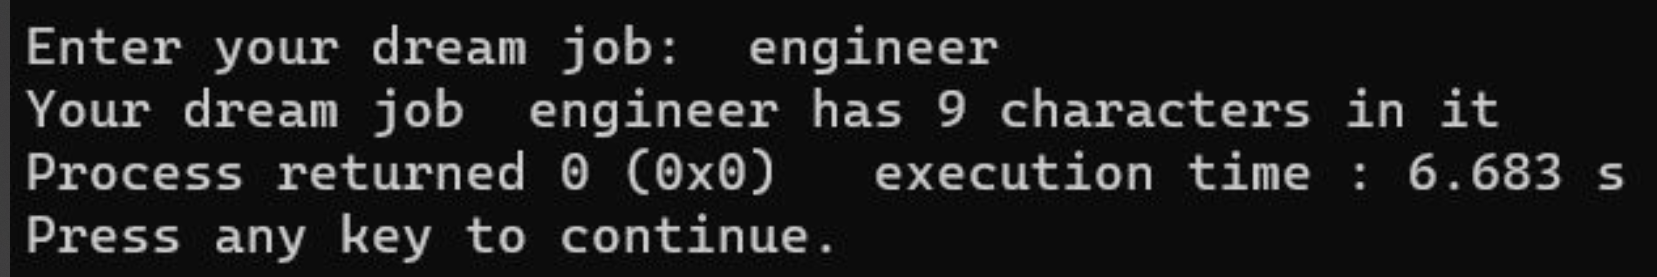 Enter your dream job:  engineer
Your dream job  engineer has 9 characters in it
Process returned 0 (0x0)   execution time : 6.683 s
Press any key to continue.